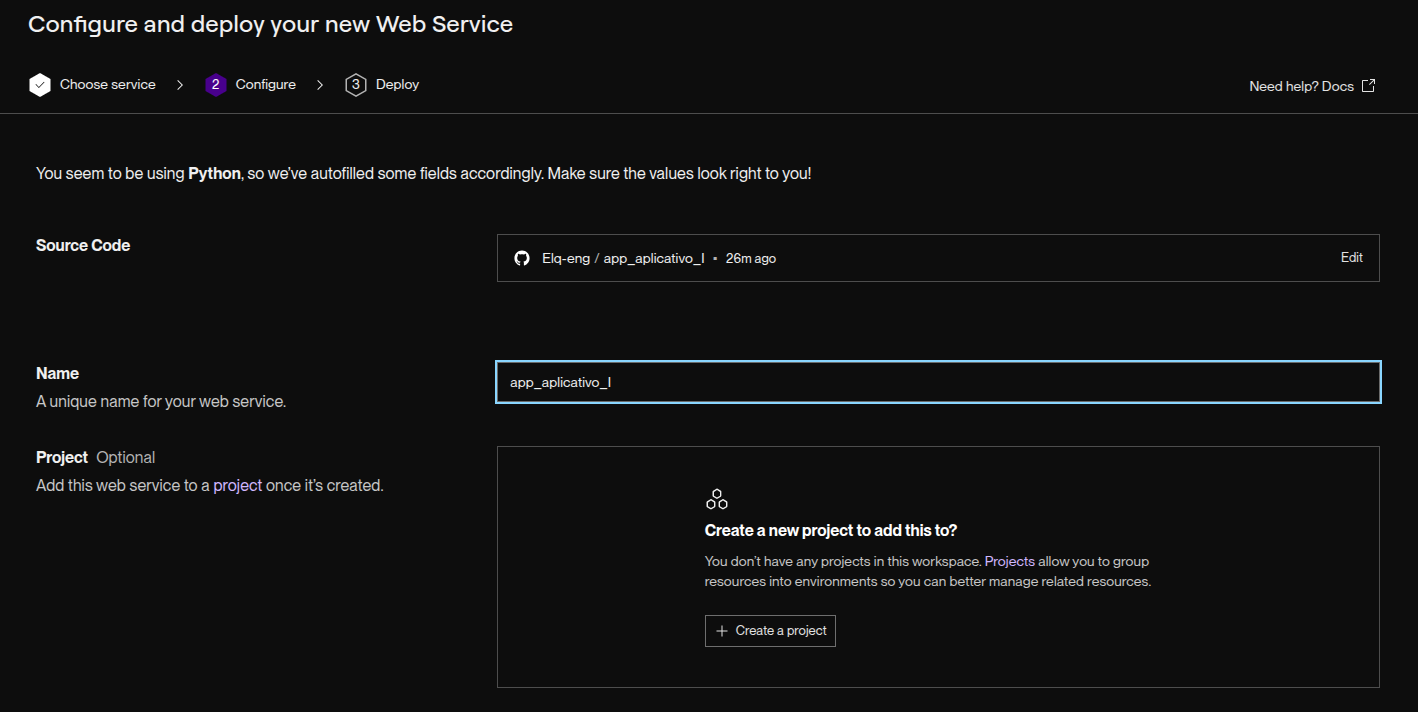 Configure and deploy your new Web Service
Choose service
2 Configure
3 Deploy
Need help? Docs
You seem to be using Python, so we've autofilled some fields accordingly. Make sure the values look right to you!
Source Code
Elq-eng / app_aplicativo_I • 26m ago
Edit
Name
A unique name for your web service.
app_aplicativo_I
Project Optional
Add this web service to a project once it's created.
Create a new project to add this to?
You don't have any projects in this workspace. Projects allow you to group
resources into environments so you can better manage related resources.
+ Create a project